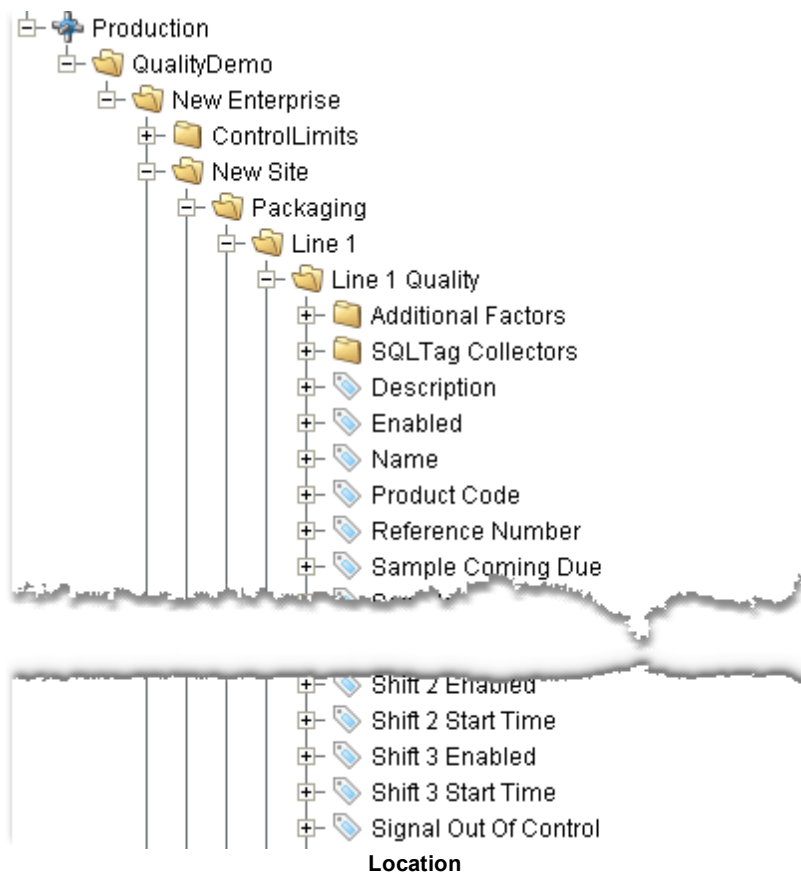 Production
QualityDemo
New Enterprise
ControlLimits
New Site
Packaging
Line 1
Line 1 Quality
Additional Factors
SQLTag Collectors
Description
Enabled
Name
Product Code
Reference Number
Sample Coming Due
Shift 2 Enabled
Shift 2 Start Time
Shift 3 Enabled
Shift 3 Start Time
Signal Out Of Control
Location